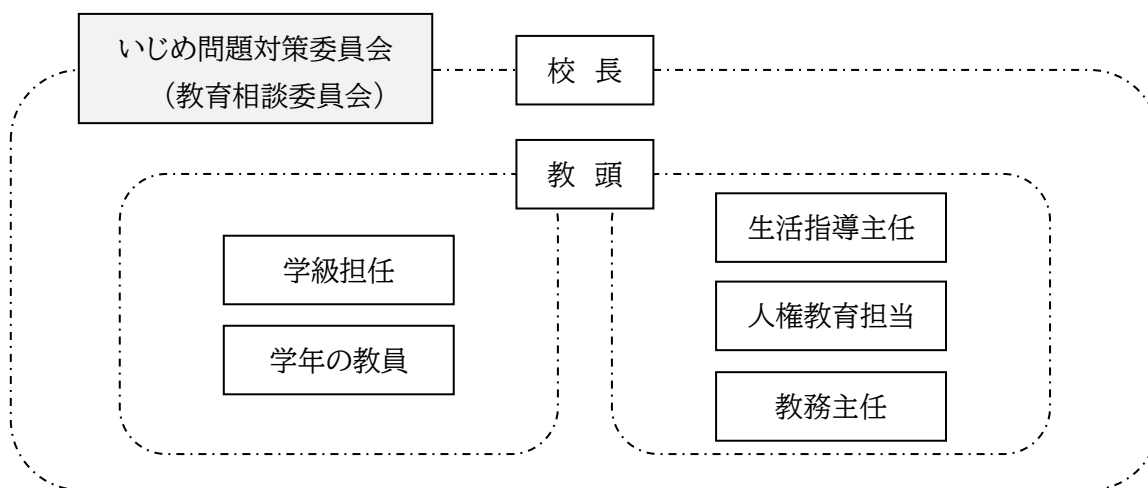 いじめ問題対策委員会
（教育相談委員会）
校 長
教 頭
学級担任
学年の教員
生活指導主任
人権教育担当
教務主任